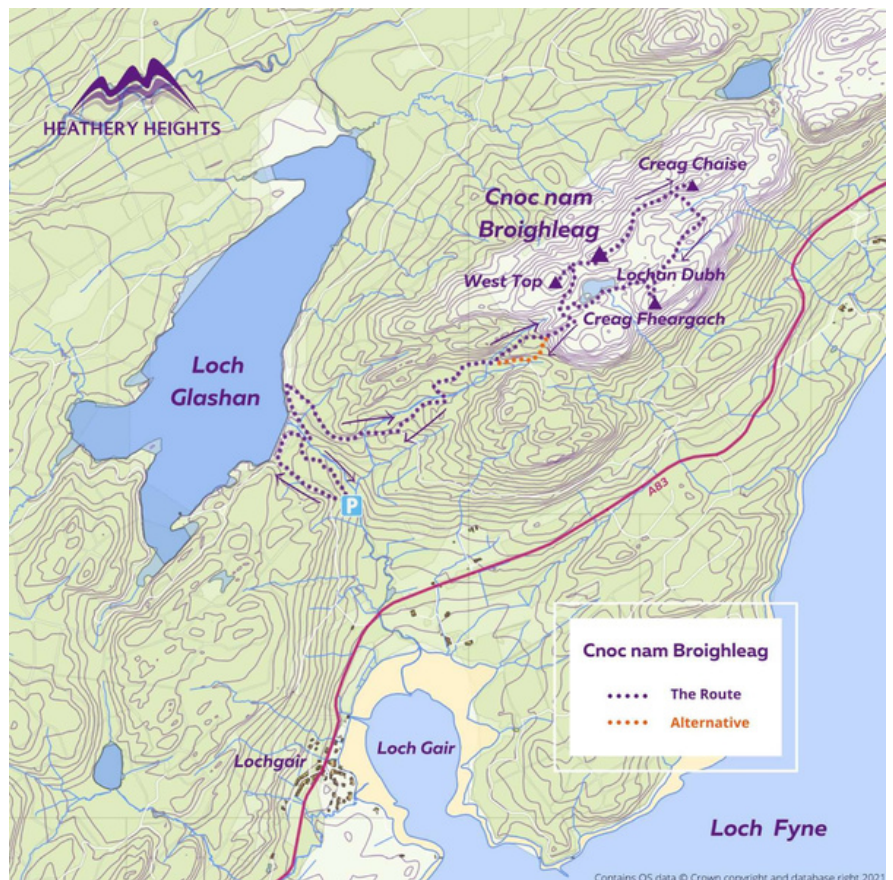 HEATHERY HEIGHTS
Creag Chaise
Cnoc nam
Broighleag
West Top
Lochan Dubh
Creag Fheargach
Loch
Glashan
P
A83
Cnoc nam Broighleag
The Route
Alternative
Lochgair
Loch Gair
Loch Fyne
Contains OS data © Crown copyright and database right 2021